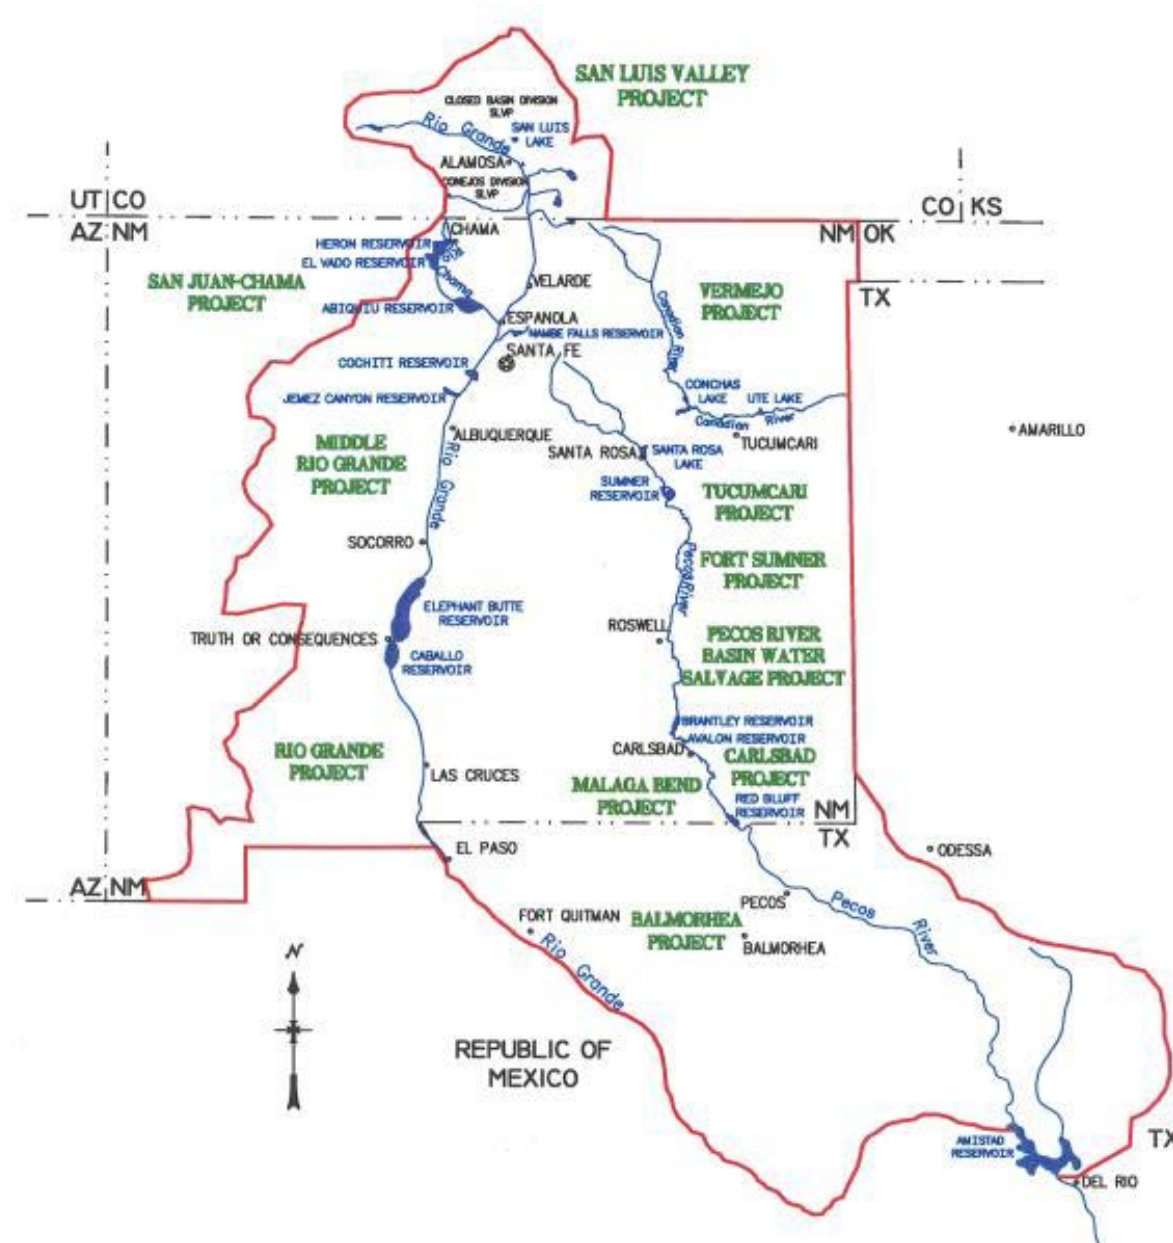 SAN LUIS VALLEY
PROJECT
CLOSED BASIN DIVISION
SLVP
Rio Grande
SAN LUIS
LAKE
ALAMOSA
CONEJOS DIVISION
SLVP
UT CO
CO KS
AZ NM
CHAMA
NM OK
HERON RESERVOIR
EL VADO RESERVOIR
Rio Chama
SAN JUAN-CHAMA
PROJECT
VELARDE
VERMEJO
PROJECT
TX
ABIQUIU RESERVOIR
ESPANOLA
NAMBE FALLS RESERVOIR
Canadian River
SANTA FE
COCHITI RESERVOIR
CONCHAS
LAKE
UTE LAKE
JEMEZ CANYON RESERVOIR
Canadian River
ALBUQUERQUE
TUCUMCARI
AMARILLO
MIDDLE
RIO GRANDE
PROJECT
Rio Grande
SANTA ROSA
SANTA ROSA
LAKE
SUMNER
RESERVOIR
TUCUMCARI
PROJECT
SOCORRO
Pecos River
FORT SUMNER
PROJECT
ELEPHANT BUTTE
RESERVOIR
TRUTH OR CONSEQUENCES
ROSWELL
PECOS RIVER
BASIN WATER
SALVAGE PROJECT
CABALLO
RESERVOIR
BRANTLEY RESERVOIR
AVALON RESERVOIR
RIO GRANDE
PROJECT
LAS CRUCES
CARLSBAD
CARLSBAD
PROJECT
MALAGA BEND
PROJECT
RED BLUFF
RESERVOIR
NM
TX
EL PASO
ODESSA
AZ NM
PECOS
Pecos River
FORT QUITMAN
BALMORHEA
PROJECT
BALMORHEA
Rio Grande
N
REPUBLIC OF
MEXICO
AMISTAD
RESERVOIR
TX
DEL RIO